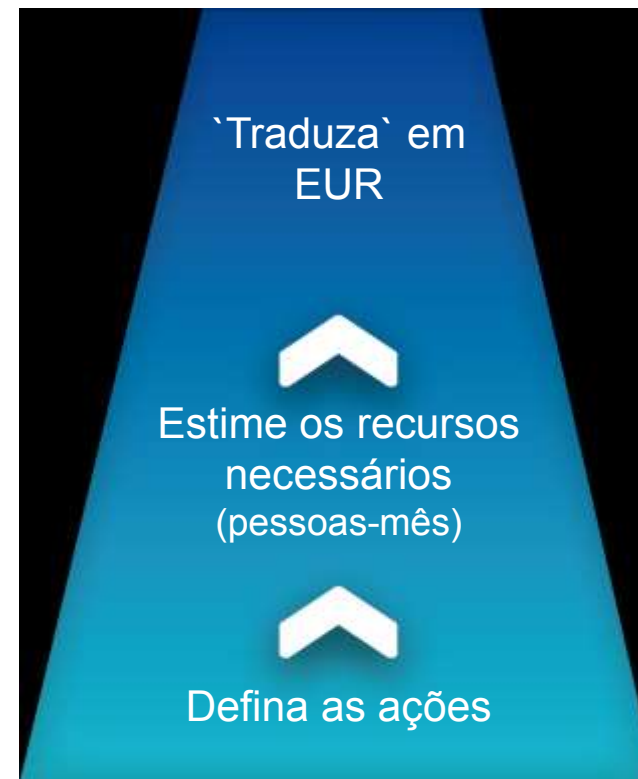 `Traduza` em
EUR
Estime os recursos
necessários
(pessoas-mês)
Defina as ações